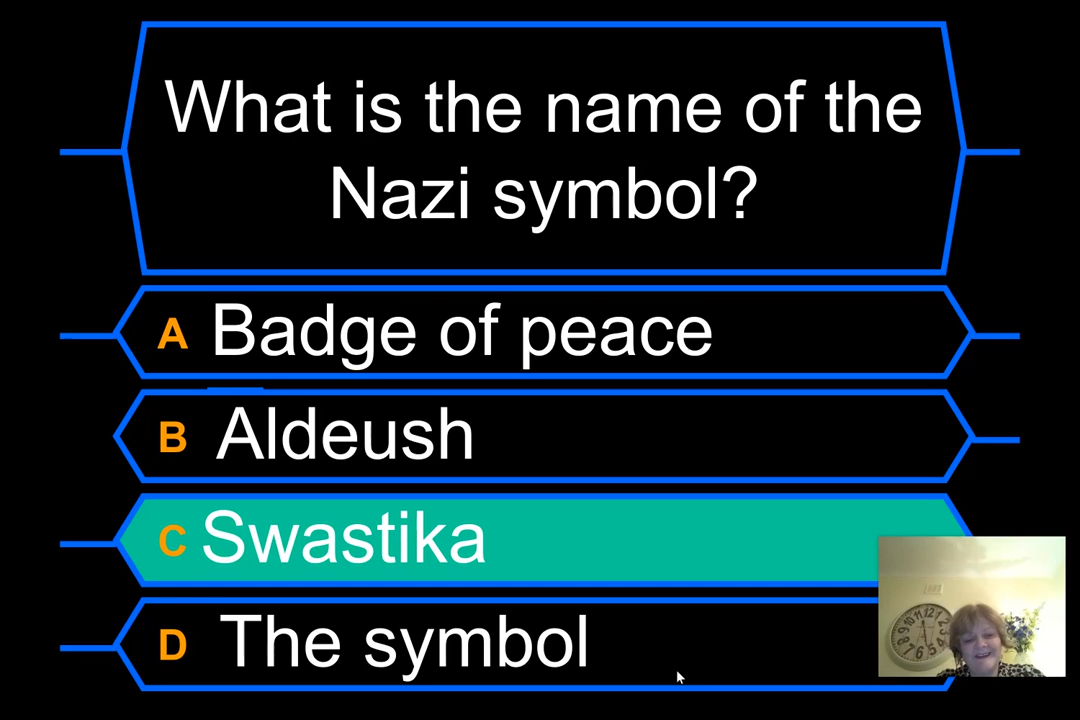 What is the name of the
Nazi symbol?
A Badge of peace
B Aldeush
C Swastika
D The symbol